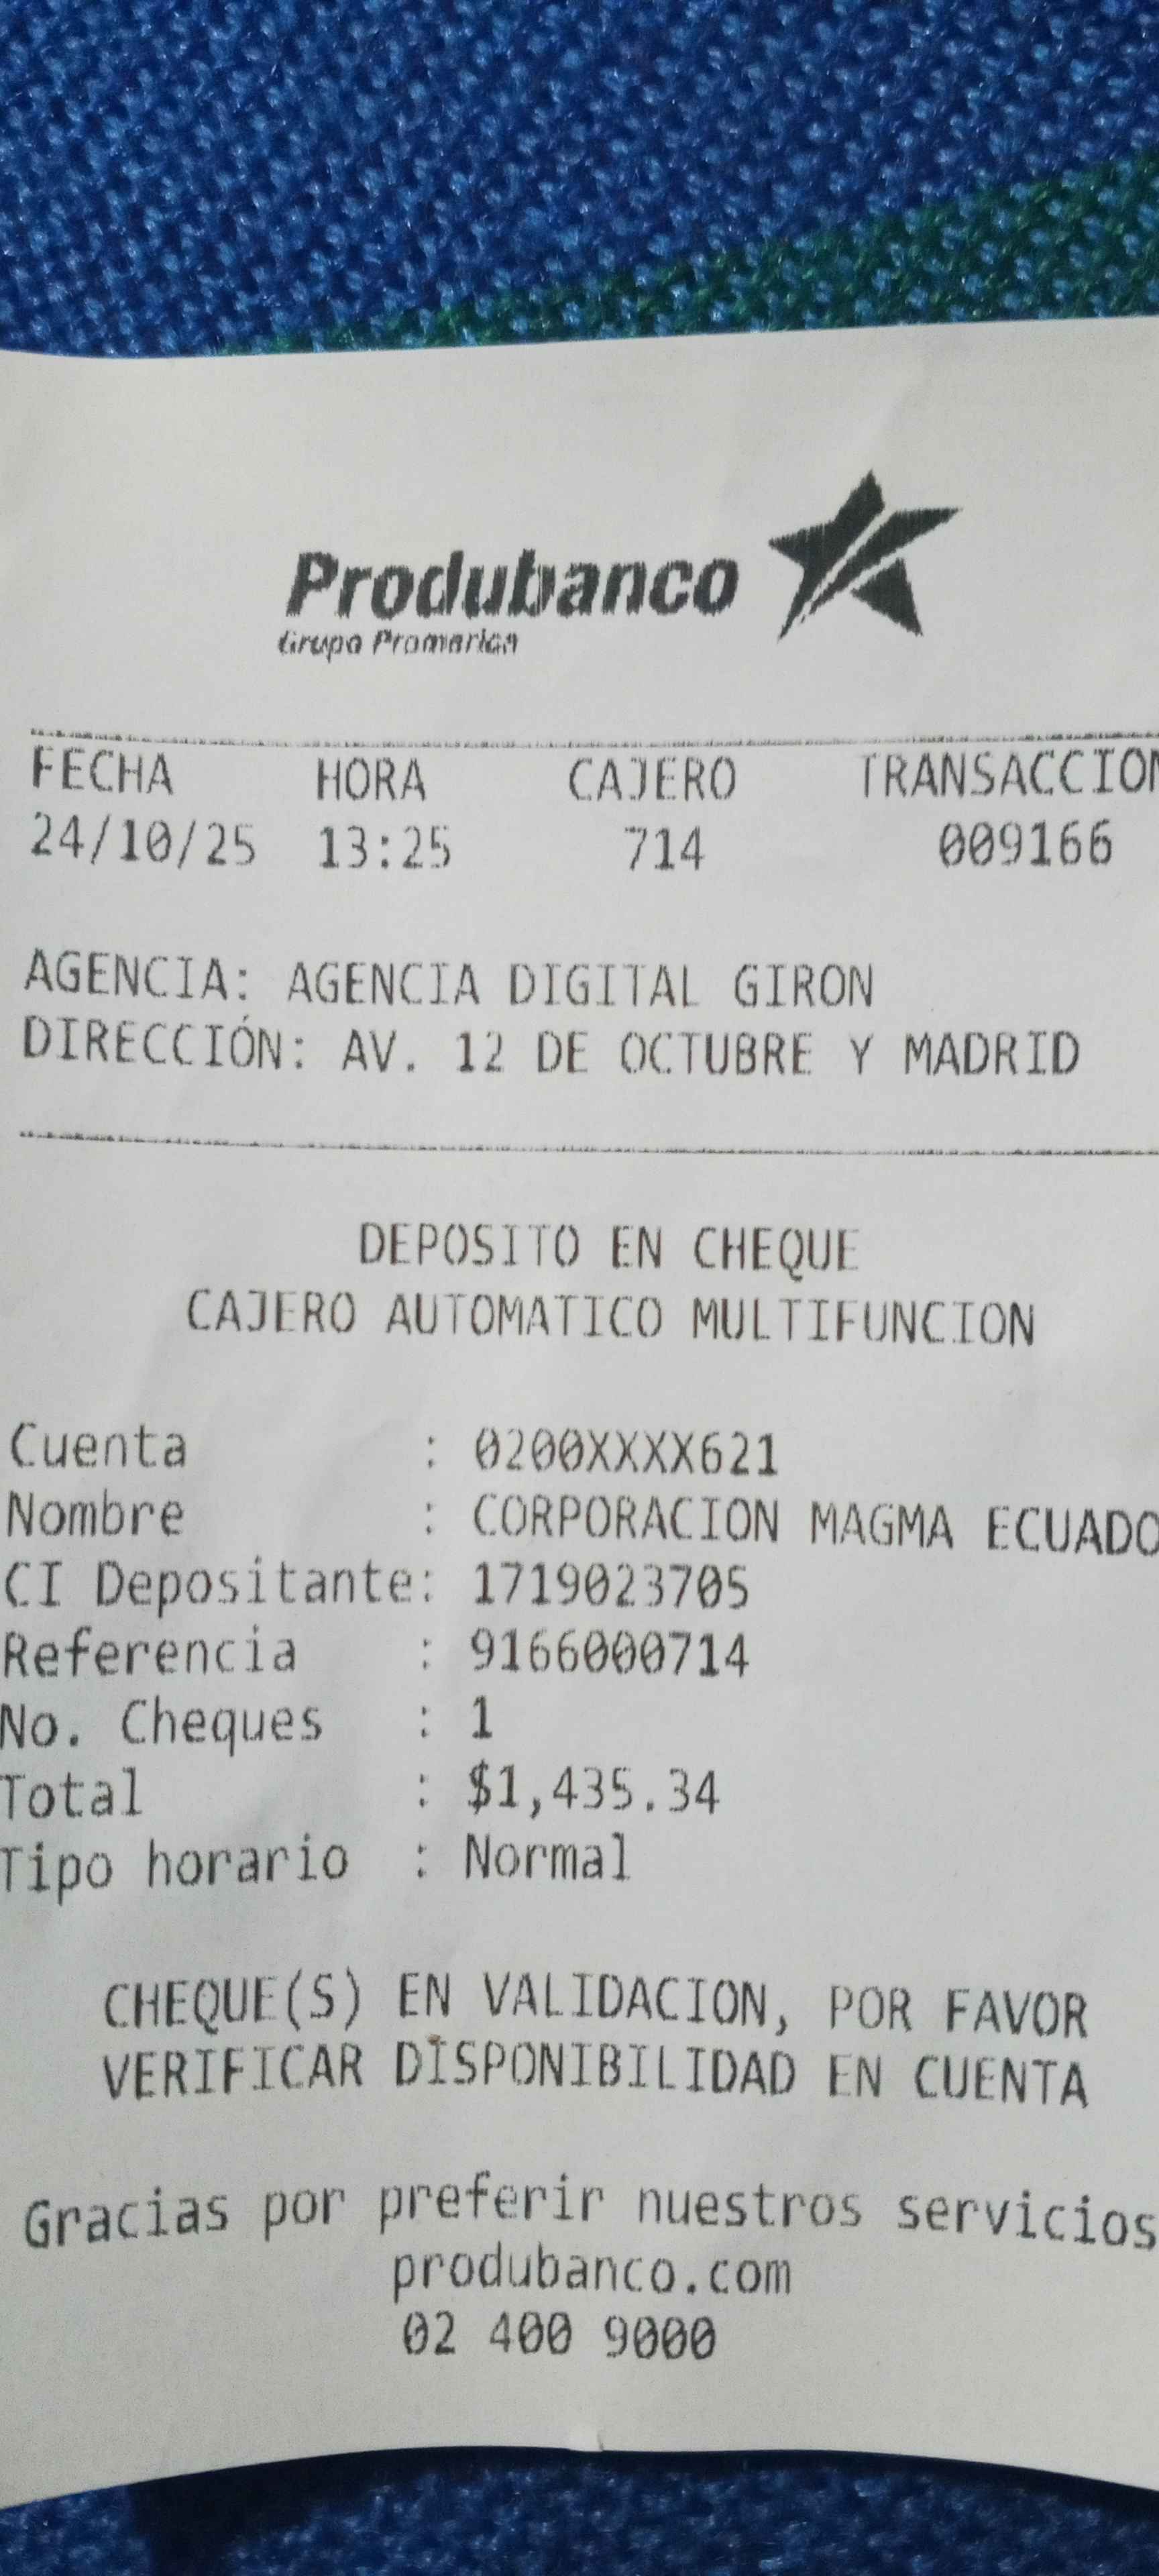 Produbanco
Grupo Promerica
FECHA HORA CAJERO TRANSACCION
24/10/25 13:25 714 009166
AGENCIA: AGENCIA DIGITAL GIRON
DIRECCIÓN: AV. 12 DE OCTUBRE Y MADRID
DEPOSITO EN CHEQUE
CAJERO AUTOMATICO MULTIFUNCION
Cuenta : 0200XXXX621
Nombre : CORPORACION MAGMA ECUADO
CI Depositante: 1719023705
Referencia : 9166000714
No. Cheques : 1
Total : $1,435.34
Tipo horario : Normal
CHEQUE(S) EN VALIDACION, POR FAVOR
VERIFICAR DISPONIBILIDAD EN CUENTA
Gracias por preferir nuestros servicios
produbanco.com
02 400 9000